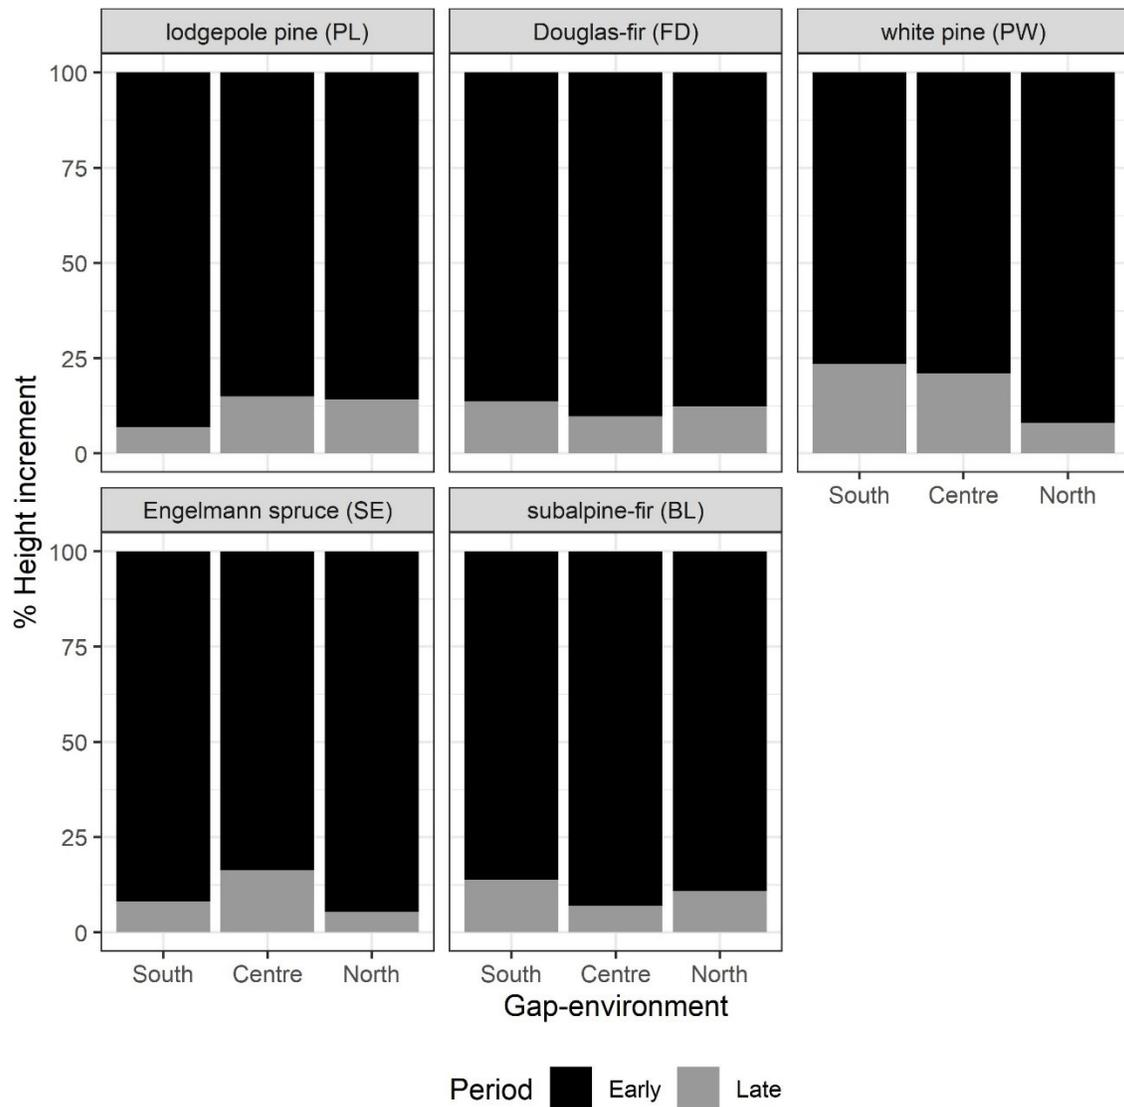 lodgepole pine (PL) Douglas-fir (FD) white pine (PW)
100
75
50
25
0
South Centre North
Engelmann spruce (SE) subalpine-fir (BL)
% Height increment
100
75
50
25
0
South Centre North South Centre North
Gap-environment
Period Early Late